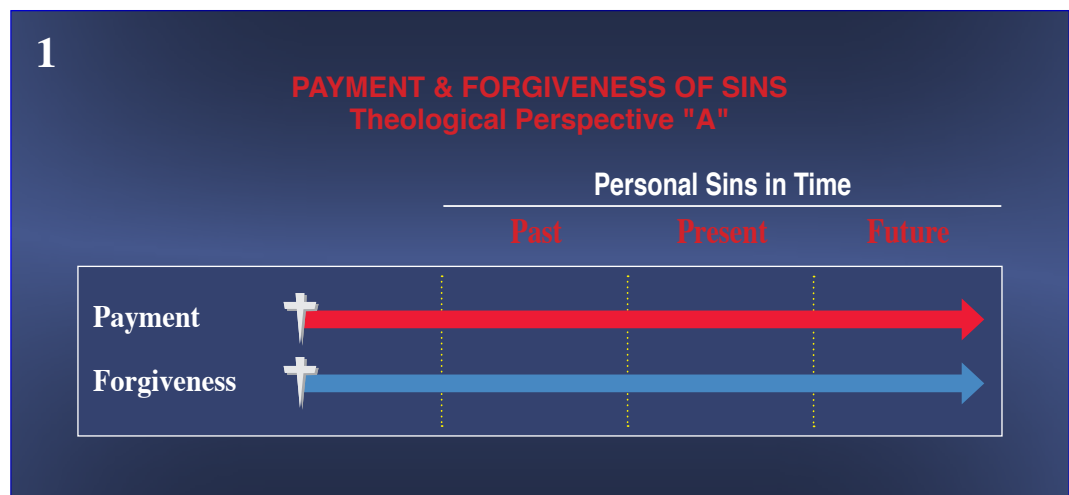 1
PAYMENT & FORGIVENESS OF SINS
Theological Perspective "A"
Personal Sins in Time
Past Present Future
Payment
Forgiveness